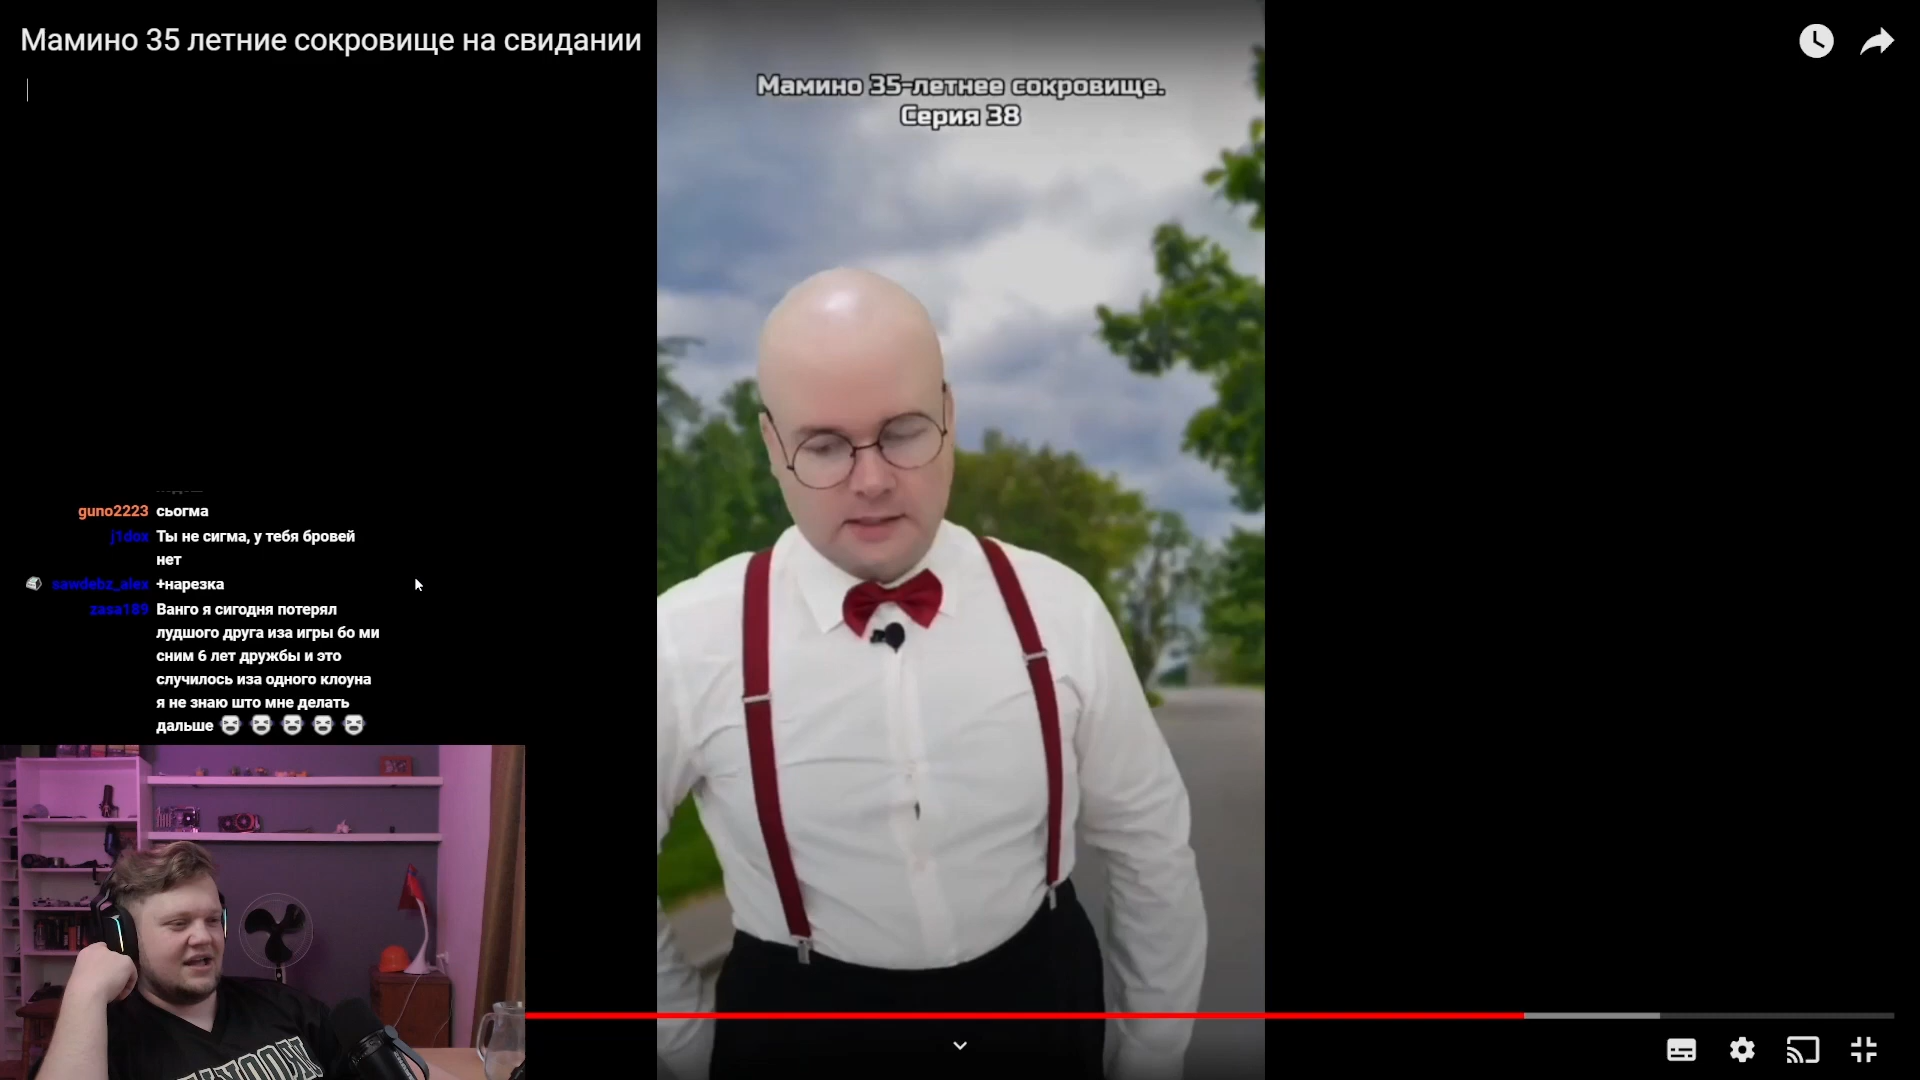 Мамино 35 летние сокровище на свидании
Мамино 35-летнее сокровище.
Серия 38
guno2223 сьогма
j1dox Ты не сигма, у тебя бровей
нет
sawdebz_alex +нарезка
zasa189 Ванго я сигодня потерял
лудшого друга иза игры бо ми
сним 6 лет дружбы и это
случилось иза одного клоуна
я не знаю што мне делать
дальше